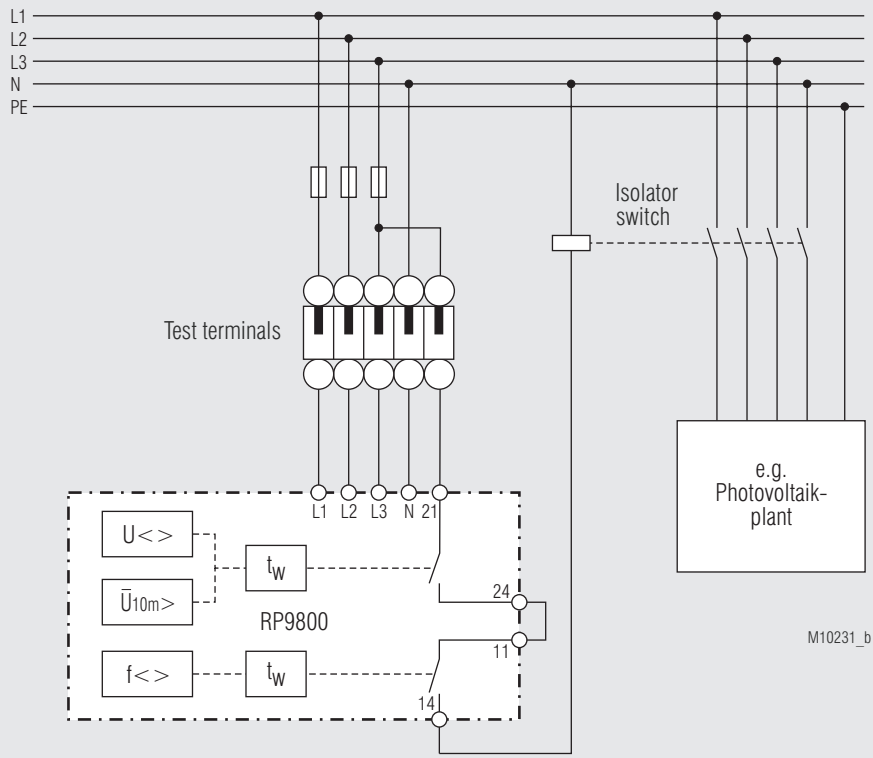 L1
L2
L3
N
PE
Isolator
switch
Test terminals
e.g.
Photovoltaik-
plant
L1 L2 L3 N 21
U< >
tW
24
Ū10m>
RP9800
11
M10231_b
f< >
tW
14